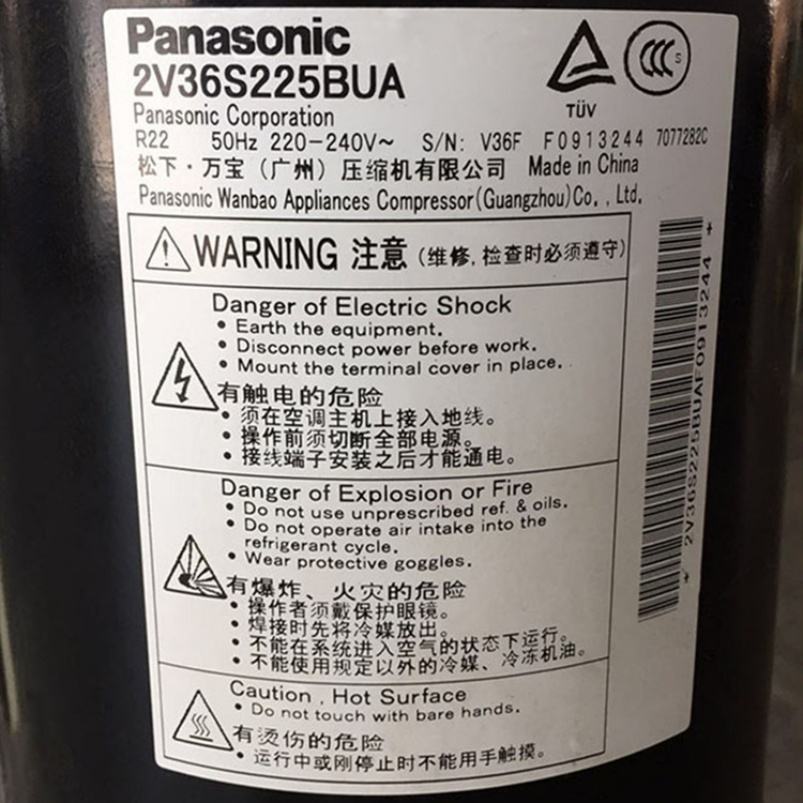 Panasonic
2V36S225BUA
TÜV
CCC S
Panasonic Corporation
R22 50Hz 220-240V~ S/N: V36F F0913244 7077282C
松下·万宝（广州）压缩机有限公司 Made in China
Panasonic Wanbao Appliances Compressor(Guangzhou)Co., Ltd.
WARNING 注意（维修,检查时必须遵守）
Danger of Electric Shock
• Earth the equipment.
• Disconnect power before work.
• Mount the terminal cover in place.
有触电的危险
• 须在空调主机上接入地线。
• 操作前须切断全部电源。
• 接线端子安装之后才能通电。
Danger of Explosion or Fire
• Do not use unprescribed ref. & oils.
• Do not operate air intake into the
refrigerant cycle.
• Wear protective goggles.
有爆炸、火灾的危险
• 操作者须戴保护眼镜。
• 焊接时先将冷媒放出。
• 不能在系统进入空气的状态下运行。
• 不能使用规定以外的冷媒、冷冻机油。
Caution , Hot Surface
• Do not touch with bare hands.
有烫伤的危险
• 运行中或刚停止时不能用手触摸。
* 2V36S225BUAF0913244 *